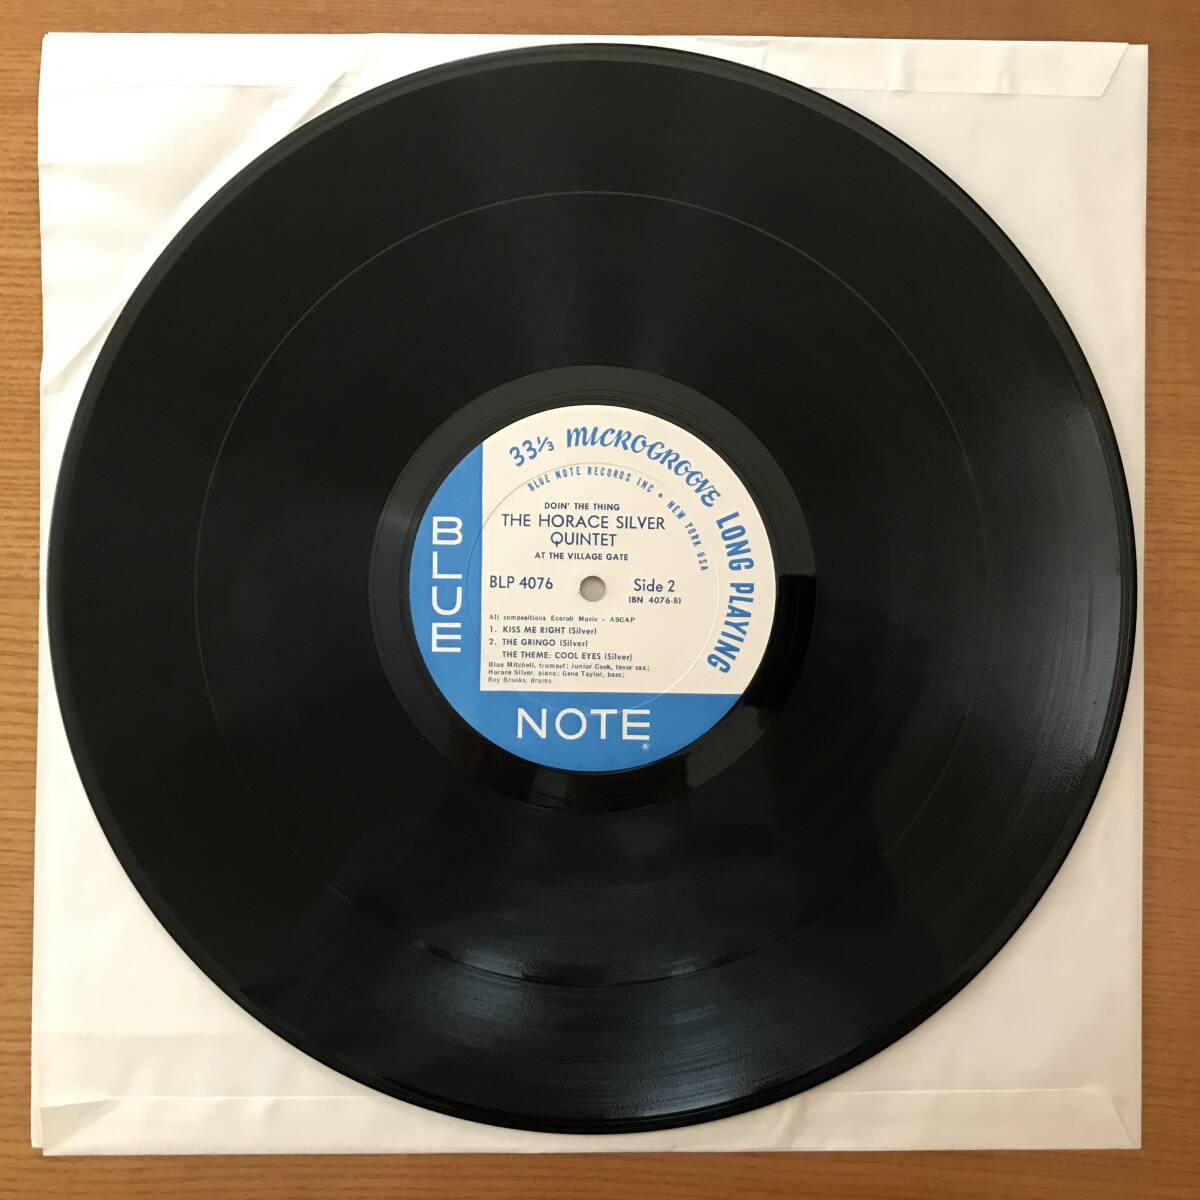 33⅓ MICROGROOVE LONG PLAYING
BLUE NOTE RECORDS INC • NEW YORK USA
DOIN' THE THING
THE HORACE SILVER
QUINTET
AT THE VILLAGE GATE
BLP 4076 Side 2
(BN 4076-B)
All compositions Ecaroh Music - ASCAP
1. KISS ME RIGHT (Silver)
2. THE GRINGO (Silver)
THE THEME: COOL EYES (Silver)
Blue Mitchell, trumpet; Junior Cook, tenor sax;
Horace Silver, piano; Gene Taylor, bass;
Roy Brooks, drums.
BLUE
NOTE
®